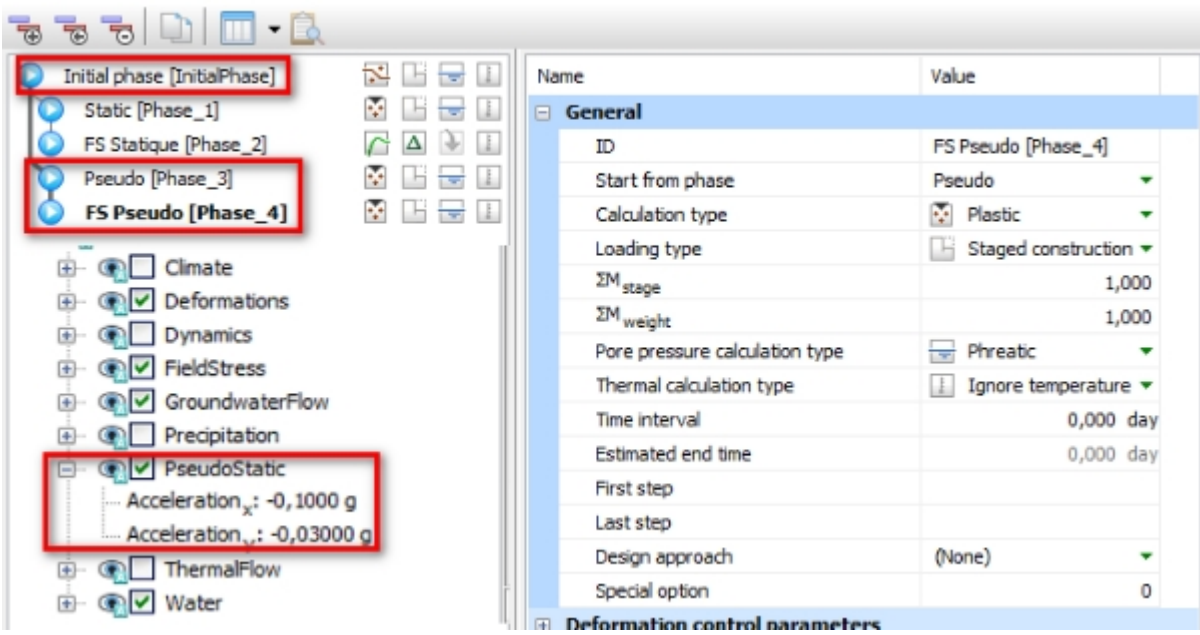 Initial phase [InitialPhase]
Static [Phase_1]
FS Statique [Phase_2]
Pseudo [Phase_3]
FS Pseudo [Phase_4]
Climate
Deformations
Dynamics
FieldStress
GroundwaterFlow
Precipitation
PseudoStatic
Accelerationx: -0,1000 g
Accelerationy: -0,03000 g
ThermalFlow
Water
Name Value
General
ID FS Pseudo [Phase_4]
Start from phase Pseudo
Calculation type Plastic
Loading type Staged construction
ΣMstage 1,000
ΣMweight 1,000
Pore pressure calculation type Phreatic
Thermal calculation type Ignore temperature
Time interval 0,000 day
Estimated end time 0,000 day
First step
Last step
Design approach (None)
Special option 0
Deformation control parameters